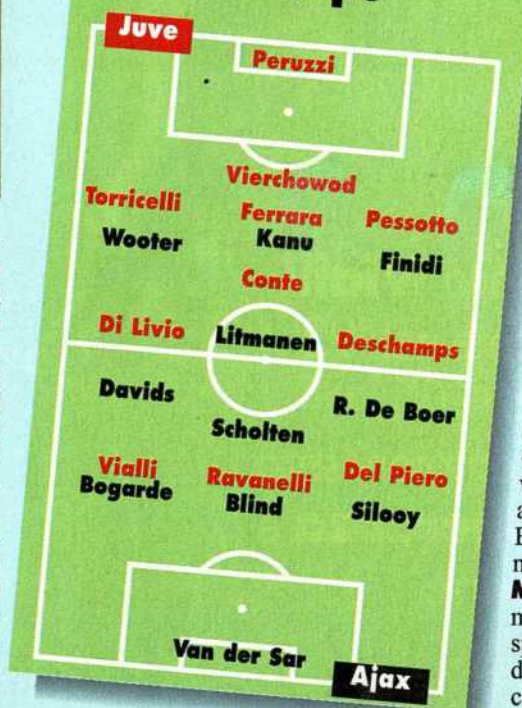 Juve
Peruzzi
Vierchowod
Torricelli
Ferrara
Pessotto
Wooter
Kanu
Finidi
Conte
Di Livio
Litmanen
Deschamps
Davids
Scholten
R. De Boer
Vialli
Ravanelli
Del Piero
Bogarde
Blind
Silooy
Van der Sar
Ajax